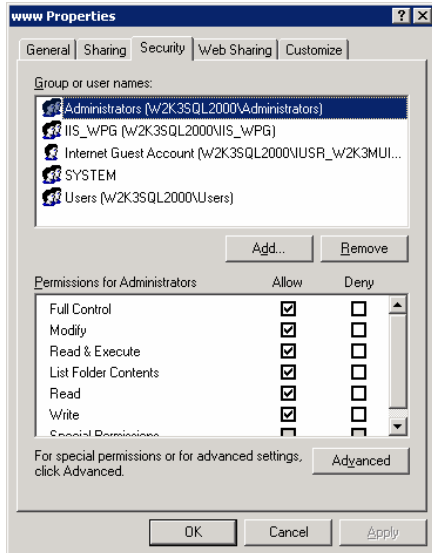 www Properties
General Sharing Security Web Sharing Customize
Group or user names:
Administrators (W2K3SQL2000\Administrators)
IIS_WPG (W2K3SQL2000\IIS_WPG)
Internet Guest Account (W2K3SQL2000\IUSR_W2K3MUI...
SYSTEM
Users (W2K3SQL2000\Users)
Add... Remove
Permissions for Administrators Allow Deny
Full Control
Modify
Read & Execute
List Folder Contents
Read
Write
Special Permissions
For special permissions or for advanced settings,
click Advanced.
Advanced
OK Cancel Apply